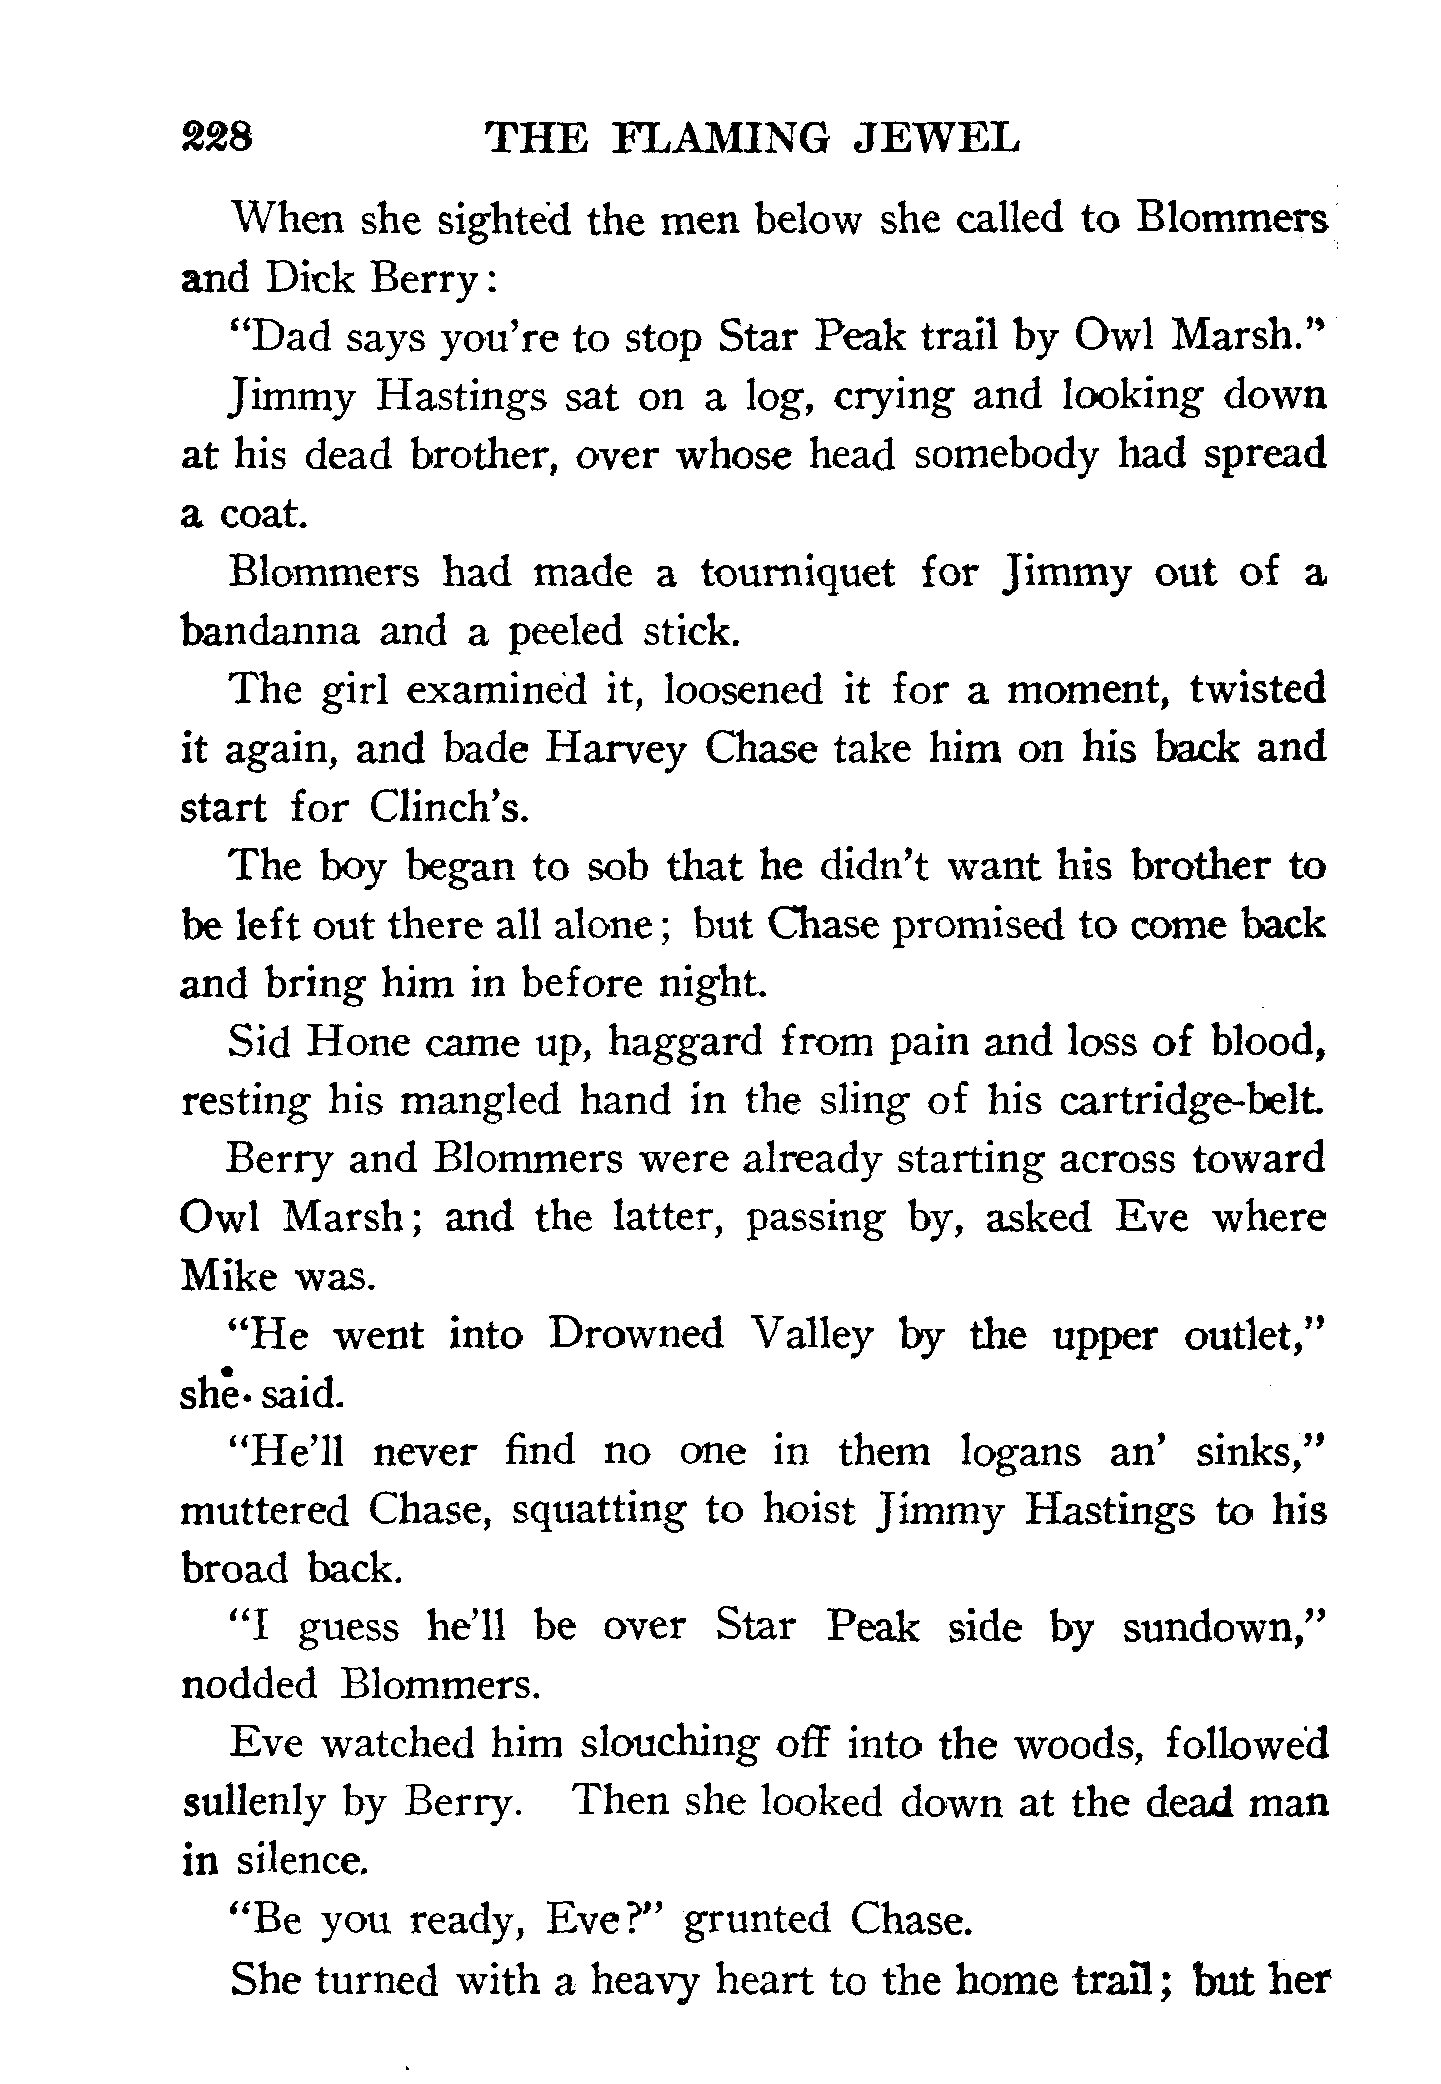 228 THE FLAMING JEWEL
When she sighted the men below she called to Blommers
and Dick Berry:
"Dad says you're to stop Star Peak trail by Owl Marsh."
Jimmy Hastings sat on a log, crying and looking down
at his dead brother, over whose head somebody had spread
a coat.
Blommers had made a tourniquet for Jimmy out of a
bandanna and a peeled stick.
The girl examined it, loosened it for a moment, twisted
it again, and bade Harvey Chase take him on his back and
start for Clinch's.
The boy began to sob that he didn't want his brother to
be left out there all alone; but Chase promised to come back
and bring him in before night.
Sid Hone came up, haggard from pain and loss of blood,
resting his mangled hand in the sling of his cartridge-belt.
Berry and Blommers were already starting across toward
Owl Marsh; and the latter, passing by, asked Eve where
Mike was.
"He went into Drowned Valley by the upper outlet,"
she said.
"He'll never find no one in them logans an' sinks,"
muttered Chase, squatting to hoist Jimmy Hastings to his
broad back.
"I guess he'll be over Star Peak side by sundown,"
nodded Blommers.
Eve watched him slouching off into the woods, followed
sullenly by Berry. Then she looked down at the dead man
in silence.
"Be you ready, Eve?" grunted Chase.
She turned with a heavy heart to the home trail; but her